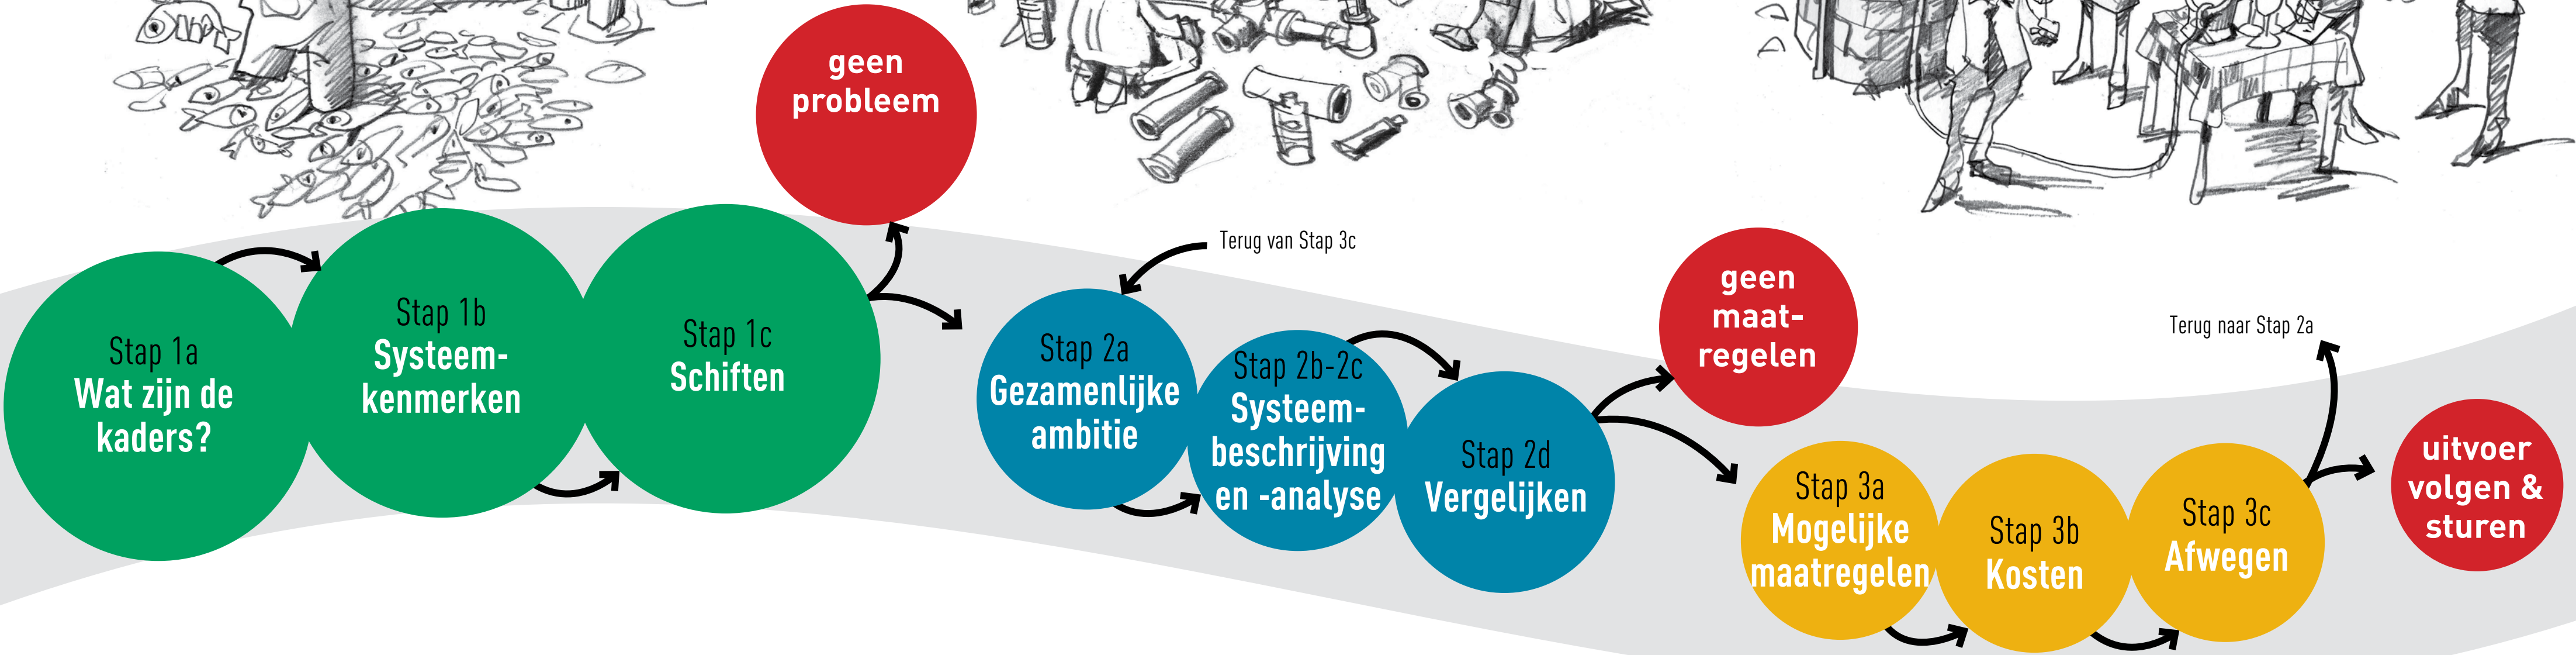 geen
probleem
Stap 1a
Wat zijn de
kaders?
Stap 1b
Systeem-
kenmerken
Stap 1c
Schiften
Terug van Stap 3c
Stap 2a
Gezamenlijke
ambitie
Stap 2b-2c
Systeem-
beschrijving
en -analyse
Stap 2d
Vergelijken
geen
maat-
regelen
Stap 3a
Mogelijke
maatregelen
Stap 3b
Kosten
Stap 3c
Afwegen
Terug naar Stap 2a
uitvoer
volgen &
sturen